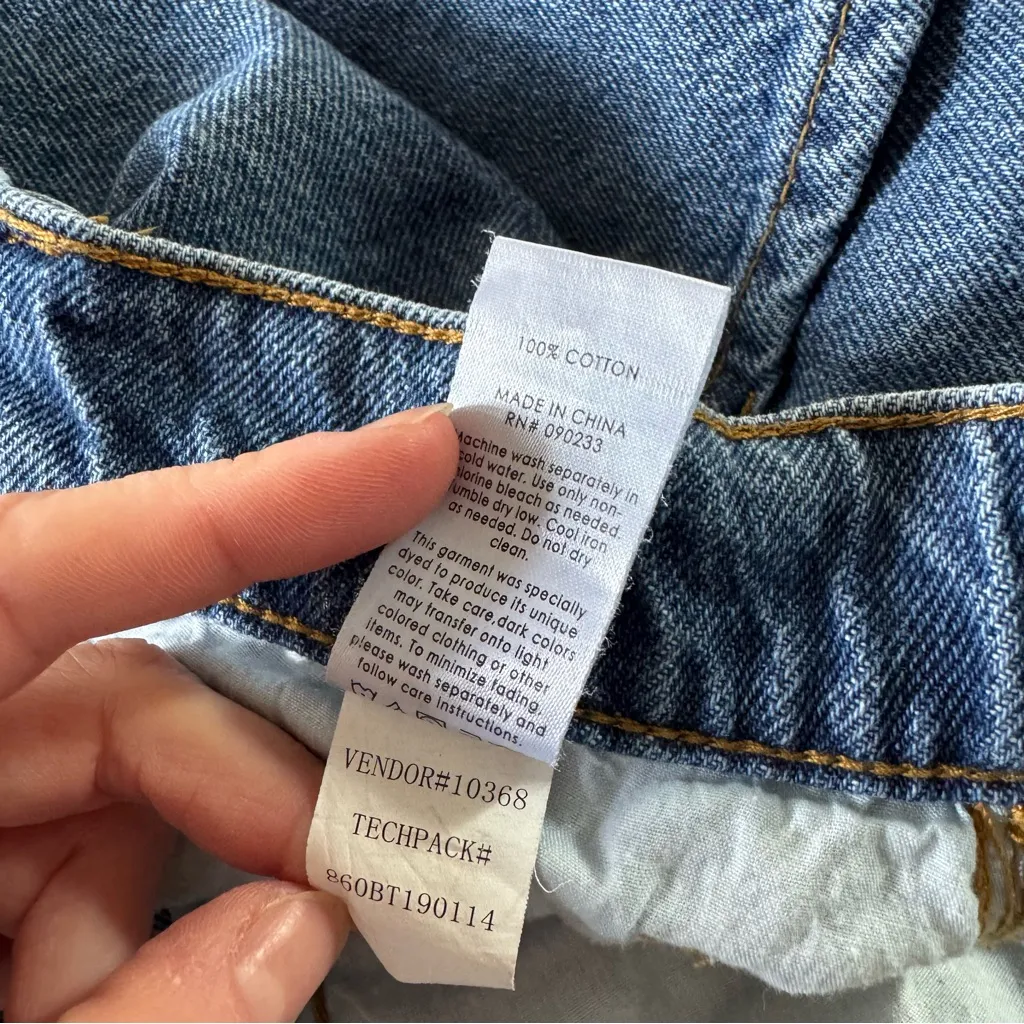 100% COTTON
MADE IN CHINA
RN# 090233
Machine wash separately in
cold water. Use only non-
chlorine bleach as needed
Tumble dry low. Cool iron
as needed. Do not dry
clean.
This garment was specially
dyed to produce its unique
color. Take care,dark colors
may transfer onto light
colored clothing or other
items. To minimize fading,
please wash separately and
follow care instructions.
VENDOR#10368
TECHPACK#
860BT190114